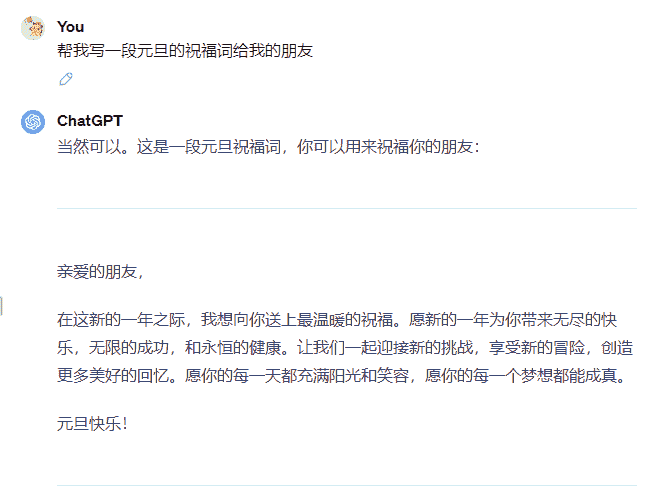 You
帮我写一段元旦的祝福词给我的朋友
ChatGPT
当然可以。这是一段元旦祝福词，你可以用来祝福你的朋友：
亲爱的朋友，
在这新的一年之际，我想向你送上最温暖的祝福。愿新的一年为你带来无尽的快
乐，无限的成功，和永恒的健康。让我们一起迎接新的挑战，享受新的冒险，创造
更多美好的回忆。愿你的每一天都充满阳光和笑容，愿你的每一个梦想都能成真。
元旦快乐！